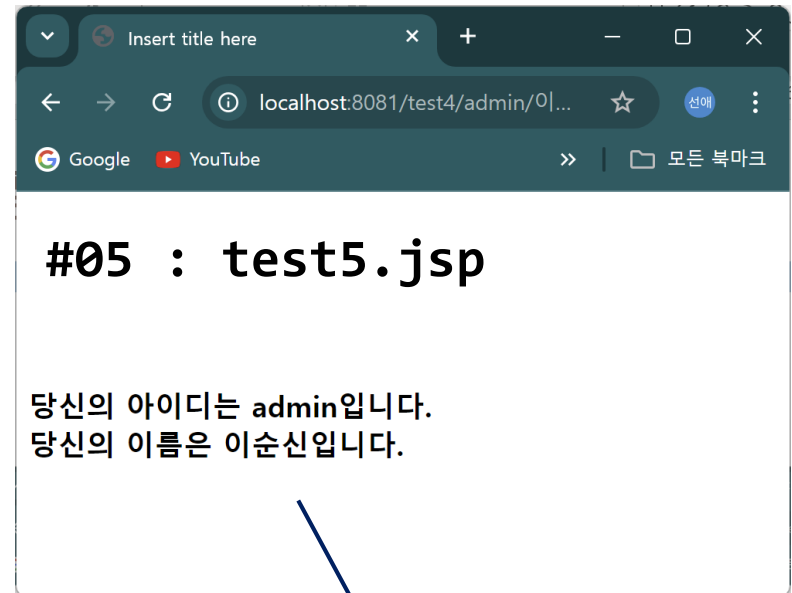 Insert title here
localhost:8081/test4/admin/이...
선애
Google
YouTube
모든 북마크
#05 : test5.jsp
당신의 아이디는 admin입니다.
당신의 이름은 이순신입니다.